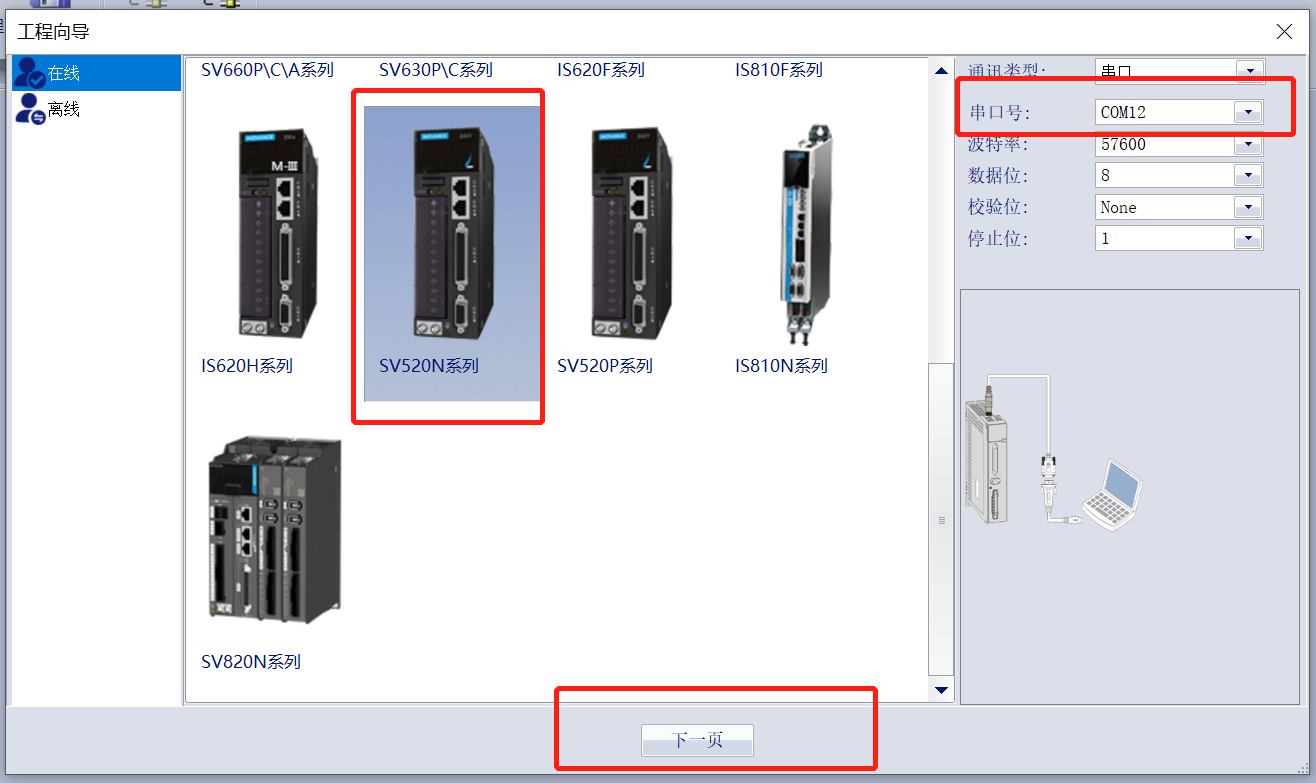 工程向导
在线
离线
SV660P\C\A系列
SV630P\C系列
IS620F系列
IS810F系列
M-III
IS620H系列
SV520N系列
SV520P系列
IS810N系列
SV820N系列
通讯类型:
串口
串口号:
COM12
波特率:
57600
数据位:
8
校验位:
None
停止位:
1
下一页